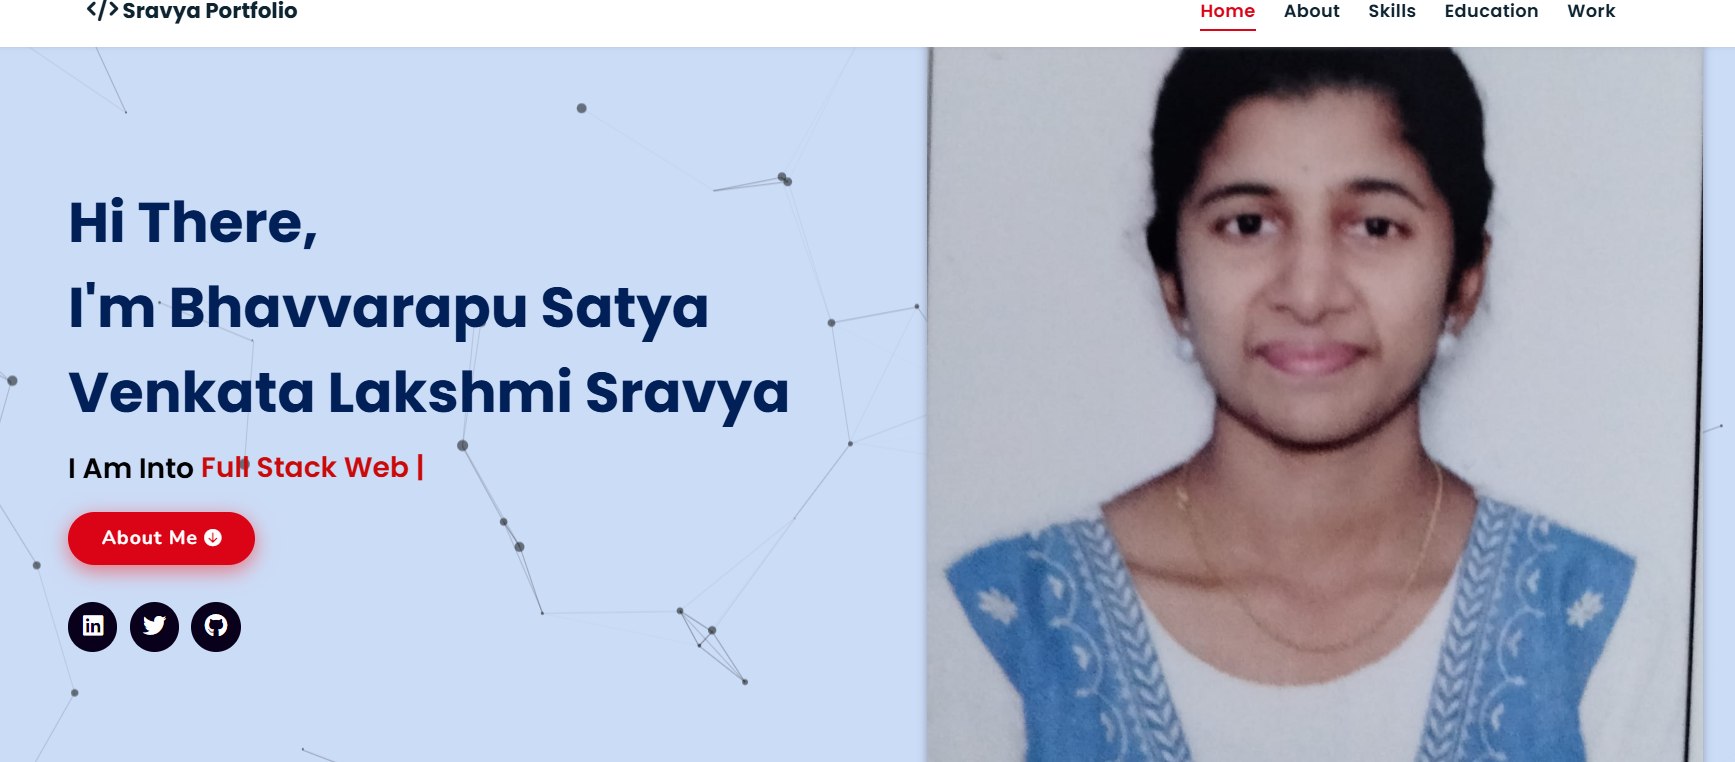 </> Sravya Portfolio
Home About Skills Education Work
Hi There,
I'm Bhavvarapu Satya
Venkata Lakshmi Sravya
I Am Into Full Stack Web |
About Me
in